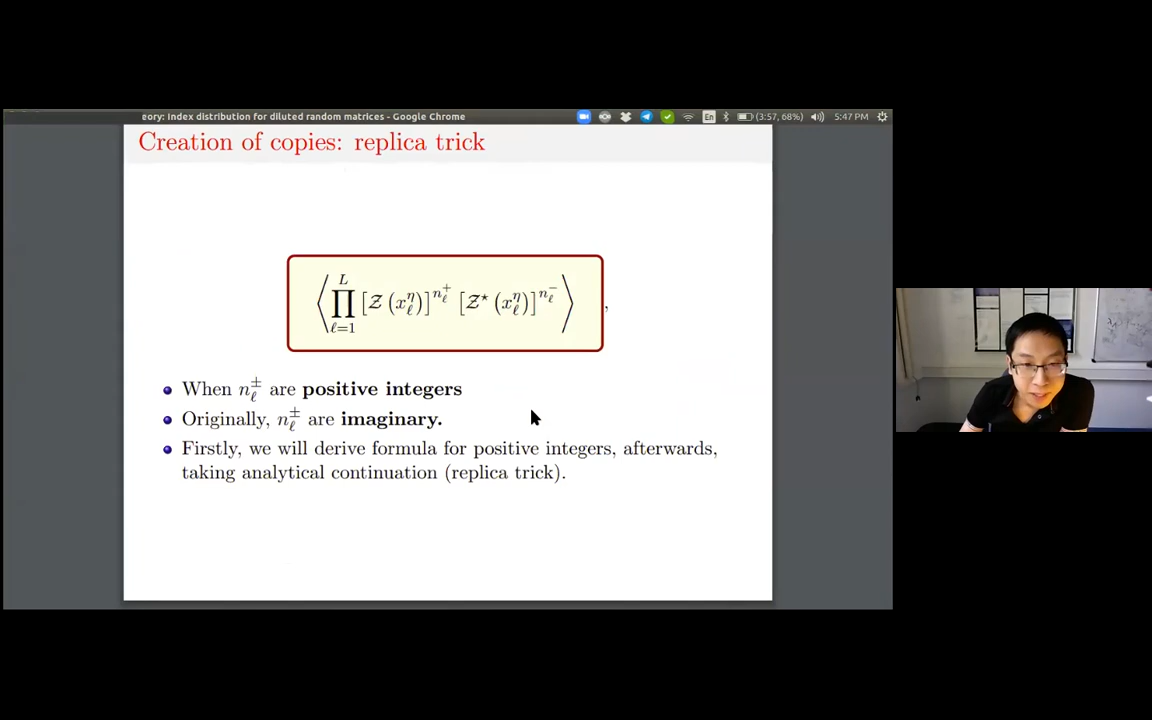 eory: Index distribution for diluted random matrices - Google Chrome
En (3:57, 68%) 5:47 PM
Creation of copies: replica trick
⟨∏_{ℓ=1}^{L} [𝒵 (x_ℓ^η)]^{n_ℓ^+} [𝒵^⋆ (x_ℓ^η)]^{n_ℓ^-}⟩,
When n_ℓ^± are positive integers
Originally, n_ℓ^± are imaginary.
Firstly, we will derive formula for positive integers, afterwards,
taking analytical continuation (replica trick).